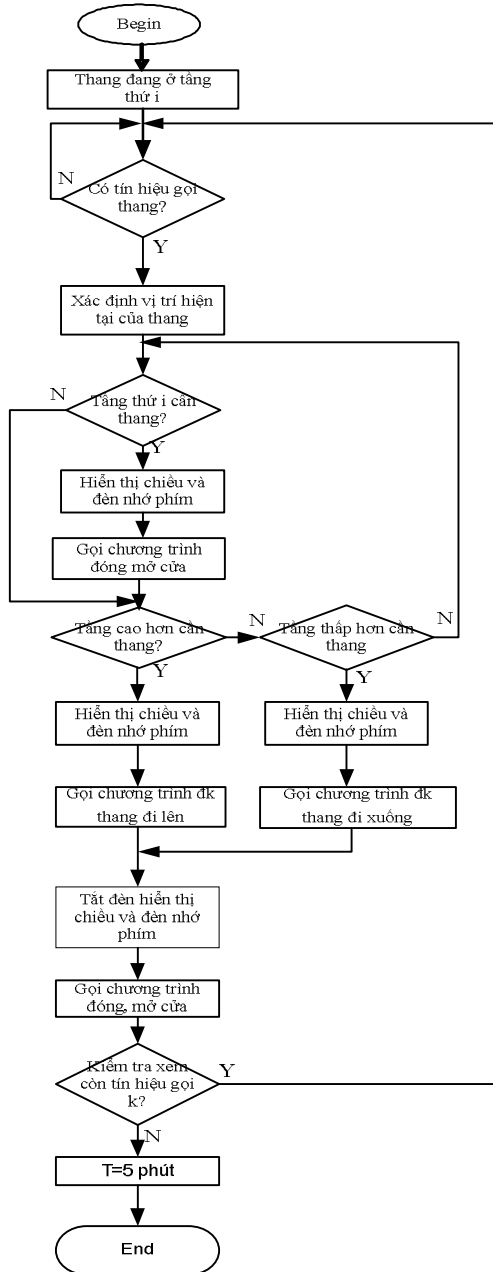 Begin
Thang đang ở tầng
thứ i
N
Có tín hiệu gọi
thang?
Y
Xác định vị trí hiện
tại của thang
N
Tầng thứ i cần
thang?
Y
Hiển thị chiều và
đèn nhớ phím
Gọi chương trình
đóng mở cửa
Tầng cao hơn cần
thang?
N
Tầng thấp hơn cần
thang
N
Y
Y
Hiển thị chiều và
đèn nhớ phím
Hiển thị chiều và
đèn nhớ phím
Gọi chương trình đk
thang đi lên
Gọi chương trình đk
thang đi xuống
Tắt đèn hiển thị
chiều và đèn nhớ
phím
Gọi chương trình
đóng, mở cửa
Kiểm tra xem
còn tín hiệu gọi
k?
Y
N
T=5 phút
End